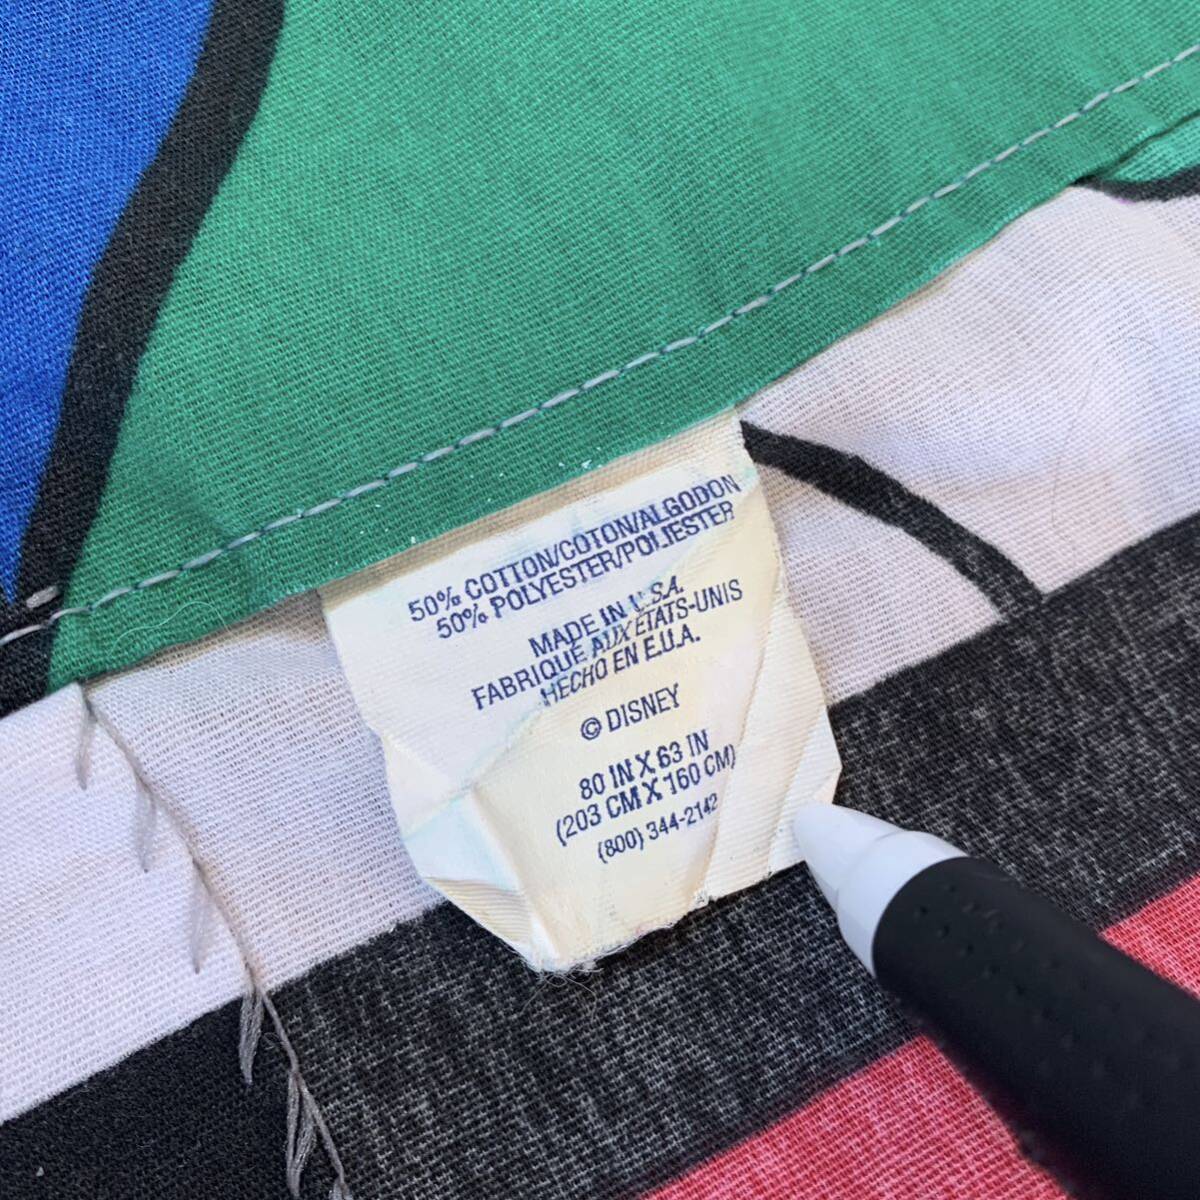 50% COTTON/COTON/ALGODON
50% POLYESTER/POLIESTER
MADE IN U.S.A.
FABRIQUE AUX ETATS-UNIS
HECHO EN E.U.A.
© DISNEY
80 IN X 63 IN
(203 CM X 160 CM)
(800) 344-2142